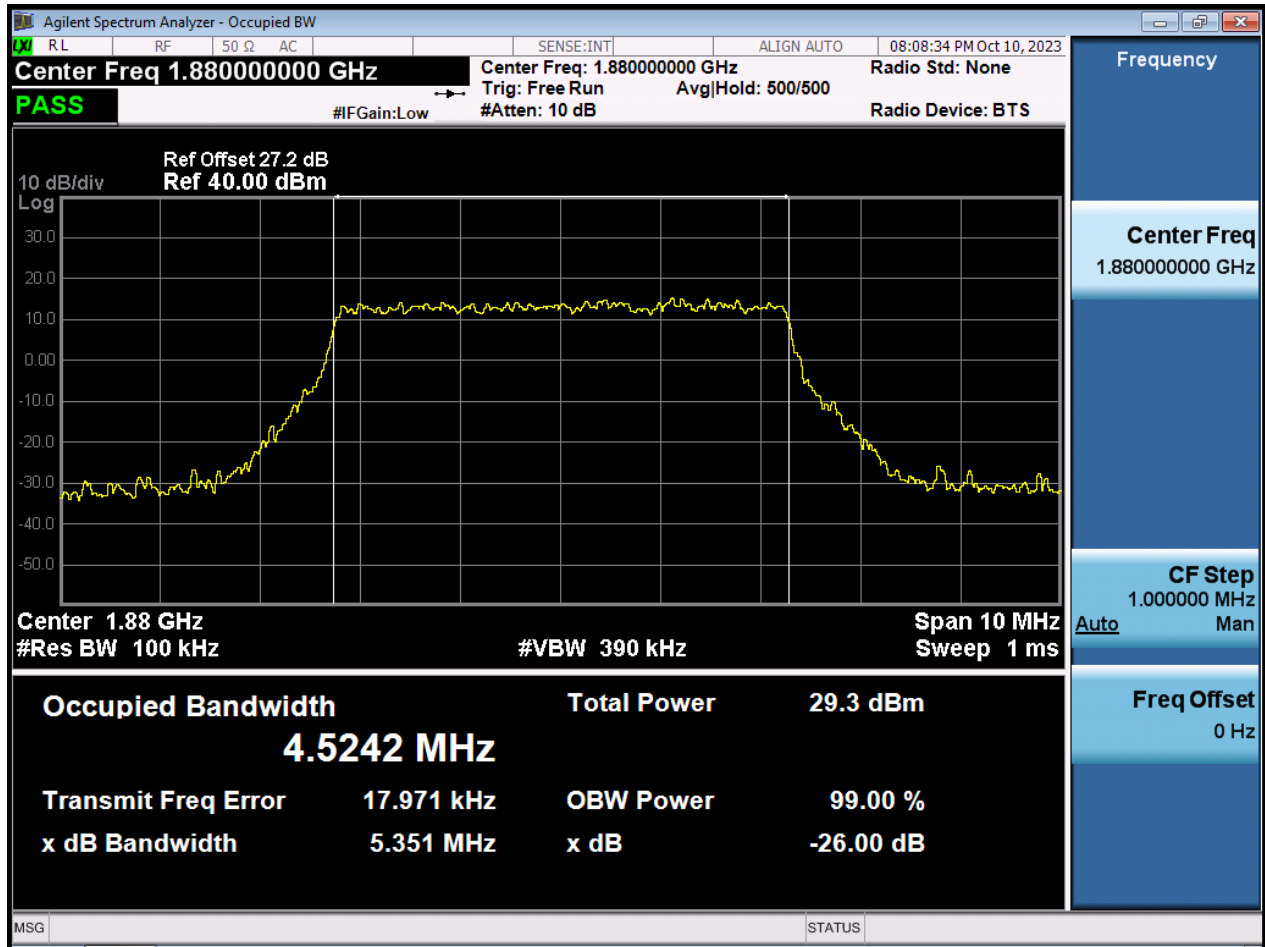 Agilent Spectrum Analyzer - Occupied BW
LXI RL RF 50 Ω AC SENSE:INT ALIGN AUTO 08:08:34 PM Oct 10, 2023
Center Freq 1.880000000 GHz
Center Freq: 1.880000000 GHz
Radio Std: None
PASS
Trig: Free Run Avg|Hold: 500/500
#IFGain:Low
#Atten: 10 dB
Radio Device: BTS
Ref Offset 27.2 dB
10 dB/div Ref 40.00 dBm
Log
30.0
20.0
10.0
0.00
-10.0
-20.0
-30.0
-40.0
-50.0
Center 1.88 GHz Span 10 MHz
#Res BW 100 kHz #VBW 390 kHz Sweep 1 ms
Occupied Bandwidth Total Power 29.3 dBm
4.5242 MHz
Transmit Freq Error 17.971 kHz OBW Power 99.00 %
x dB Bandwidth 5.351 MHz x dB -26.00 dB
Frequency
Center Freq
1.880000000 GHz
CF Step
1.000000 MHz
Auto Man
Freq Offset
0 Hz
MSG STATUS